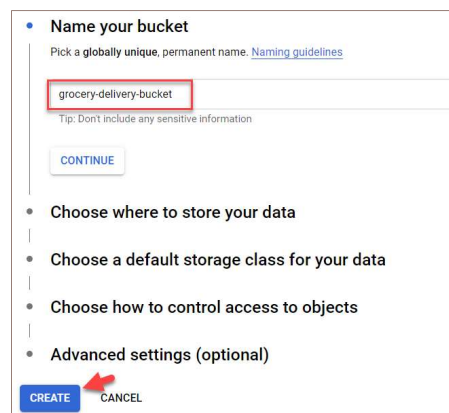 Name your bucket
Pick a globally unique, permanent name. Naming guidelines
grocery-delivery-bucket
Tip: Don't include any sensitive information
CONTINUE
Choose where to store your data
Choose a default storage class for your data
Choose how to control access to objects
Advanced settings (optional)
CREATE CANCEL